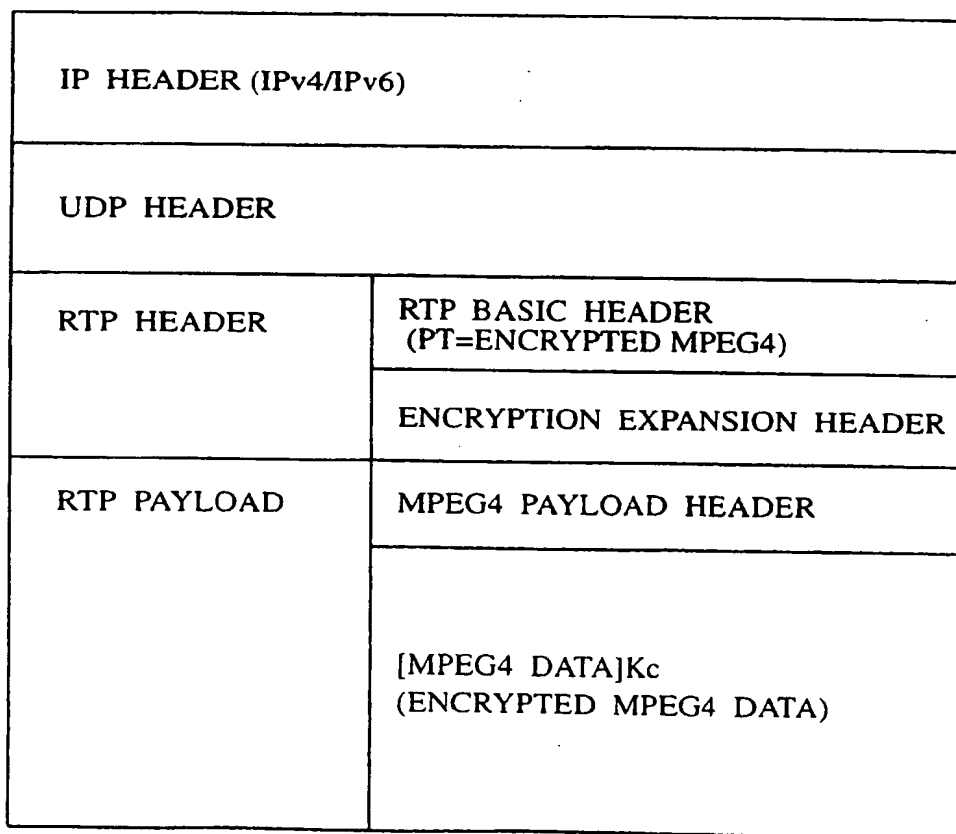 IP HEADER (IPv4/IPv6)
UDP HEADER
RTP HEADER
RTP BASIC HEADER
(PT=ENCRYPTED MPEG4)
ENCRYPTION EXPANSION HEADER
RTP PAYLOAD
MPEG4 PAYLOAD HEADER
[MPEG4 DATA]Kc
(ENCRYPTED MPEG4 DATA)